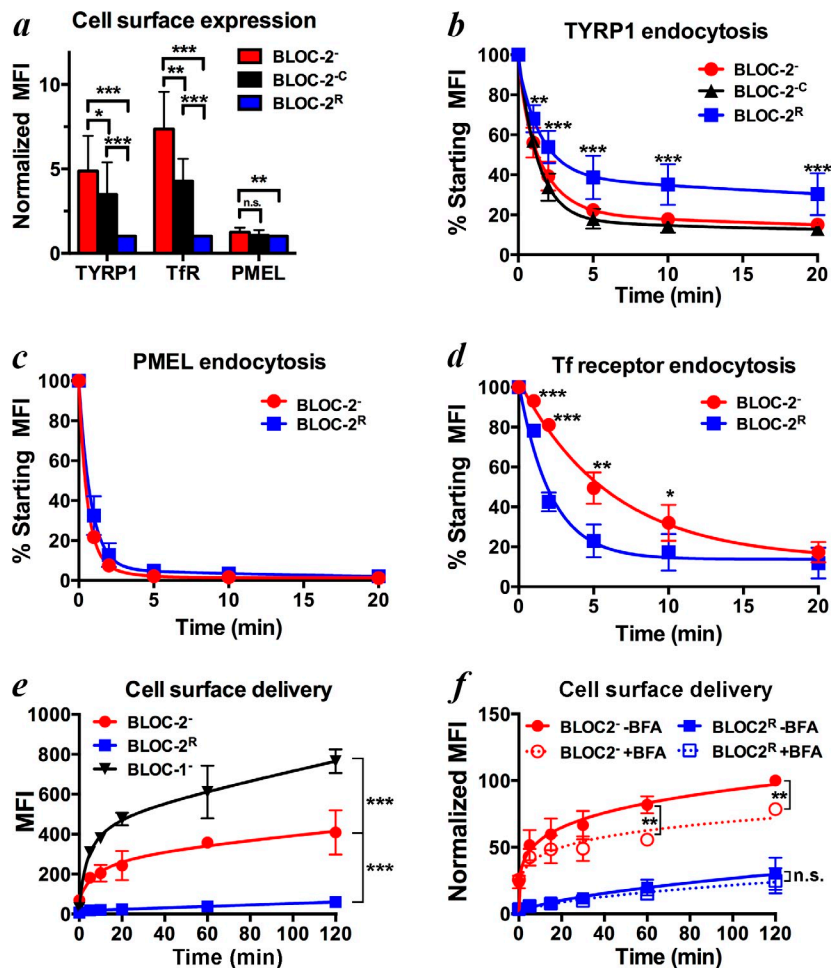 a Cell surface expression
Normalized MFI
10
5
0
***
*
***
***
**
***
**
n.s.
BLOC-2⁻
BLOC-2⁻ᶜ
BLOC-2ᴿ
TYRP1 TfR PMEL
b TYRP1 endocytosis
% Starting MFI
100
80
60
40
20
0
**
***
***
***
***
BLOC-2⁻
BLOC-2⁻ᶜ
BLOC-2ᴿ
0 5 10 15 20
Time (min)
c PMEL endocytosis
% Starting MFI
100
80
60
40
20
0
BLOC-2⁻
BLOC-2ᴿ
0 5 10 15 20
Time (min)
d Tf receptor endocytosis
% Starting MFI
100
80
60
40
20
0
***
***
**
*
BLOC-2⁻
BLOC-2ᴿ
0 5 10 15 20
Time (min)
e Cell surface delivery
MFI
1000
800
600
400
200
0
BLOC-2⁻
BLOC-2ᴿ
BLOC-1⁻
***
***
0 20 40 60 80 100 120
Time (min)
f Cell surface delivery
Normalized MFI
150
100
50
0
BLOC2⁻ -BFA BLOC2ᴿ -BFA
BLOC2⁻ +BFA BLOC2ᴿ +BFA
**
**
n.s.
0 20 40 60 80 100 120
Time (min)